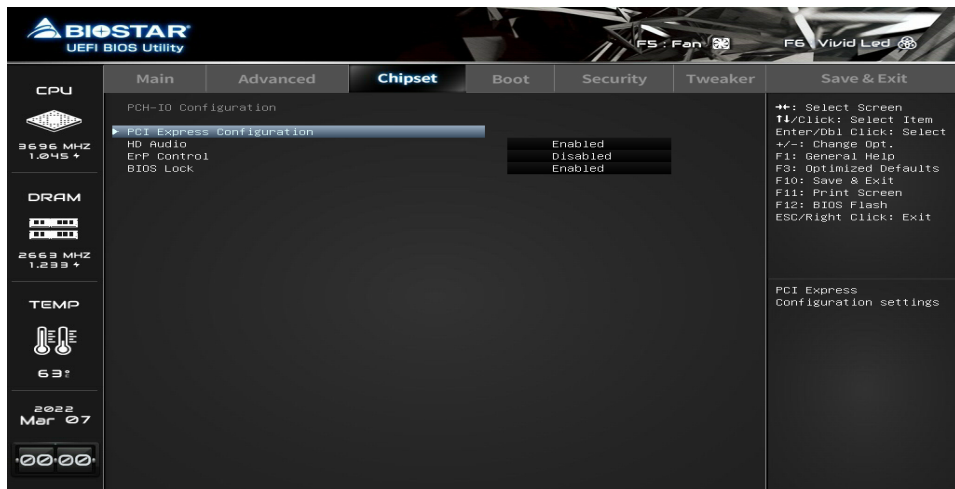 BIOSTAR®
UEFI BIOS Utility
F5 : Fan
F6 Vivid Led
CPU
3696 MHZ
1.045 +
DRAM
2663 MHZ
1.233 +
TEMP
63°
2022
Mar 07
00:00
Main Advanced Chipset Boot Security Tweaker Save & Exit
PCH-IO Configuration
► PCI Express Configuration
HD Audio Enabled
ErP Control Disabled
BIOS Lock Enabled
→←: Select Screen
↑↓/Click: Select Item
Enter/Dbl Click: Select
+/-: Change Opt.
F1: General Help
F3: Optimized Defaults
F10: Save & Exit
F11: Print Screen
F12: BIOS Flash
ESC/Right Click: Exit
PCI Express
Configuration settings